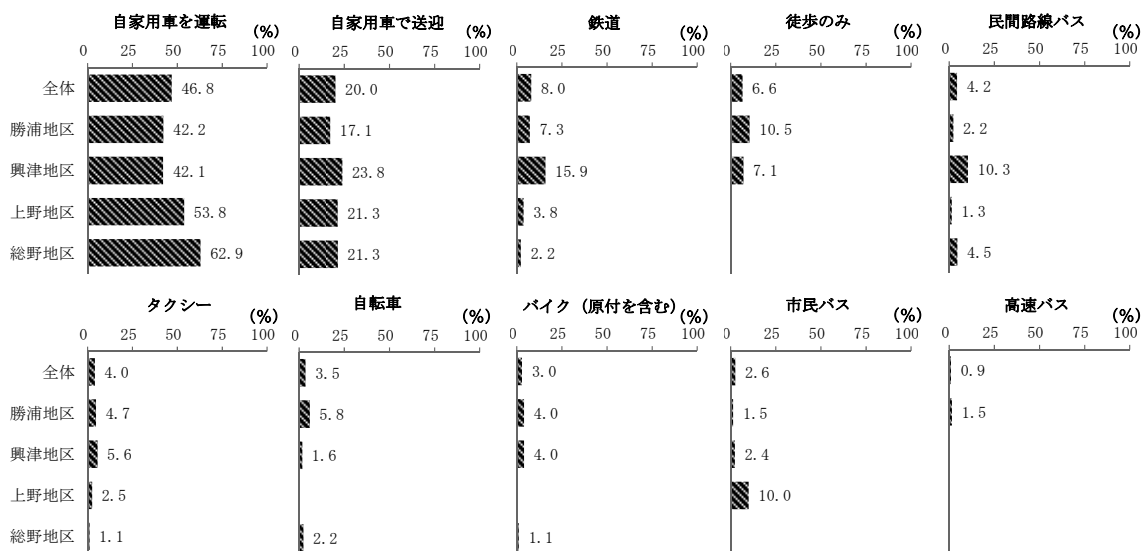 自家用車を運転 (%) 自家用車で送迎 (%) 鉄道 (%) 徒歩のみ (%) 民間路線バス (%)
0 25 50 75 100 0 25 50 75 100 0 25 50 75 100 0 25 50 75 100 0 25 50 75 100
全体 46.8 20.0 8.0 6.6 4.2
勝浦地区 42.2 17.1 7.3 10.5 2.2
興津地区 42.1 23.8 15.9 7.1 10.3
上野地区 53.8 21.3 3.8 1.3
総野地区 62.9 21.3 2.2 4.5
タクシー (%) 自転車 (%) バイク（原付を含む） (%) 市民バス (%) 高速バス (%)
0 25 50 75 100 0 25 50 75 100 0 25 50 75 100 0 25 50 75 100 0 25 50 75 100
全体 4.0 3.5 3.0 2.6 0.9
勝浦地区 4.7 5.8 4.0 1.5 1.5
興津地区 5.6 1.6 4.0 2.4
上野地区 2.5 10.0
総野地区 1.1 2.2 1.1